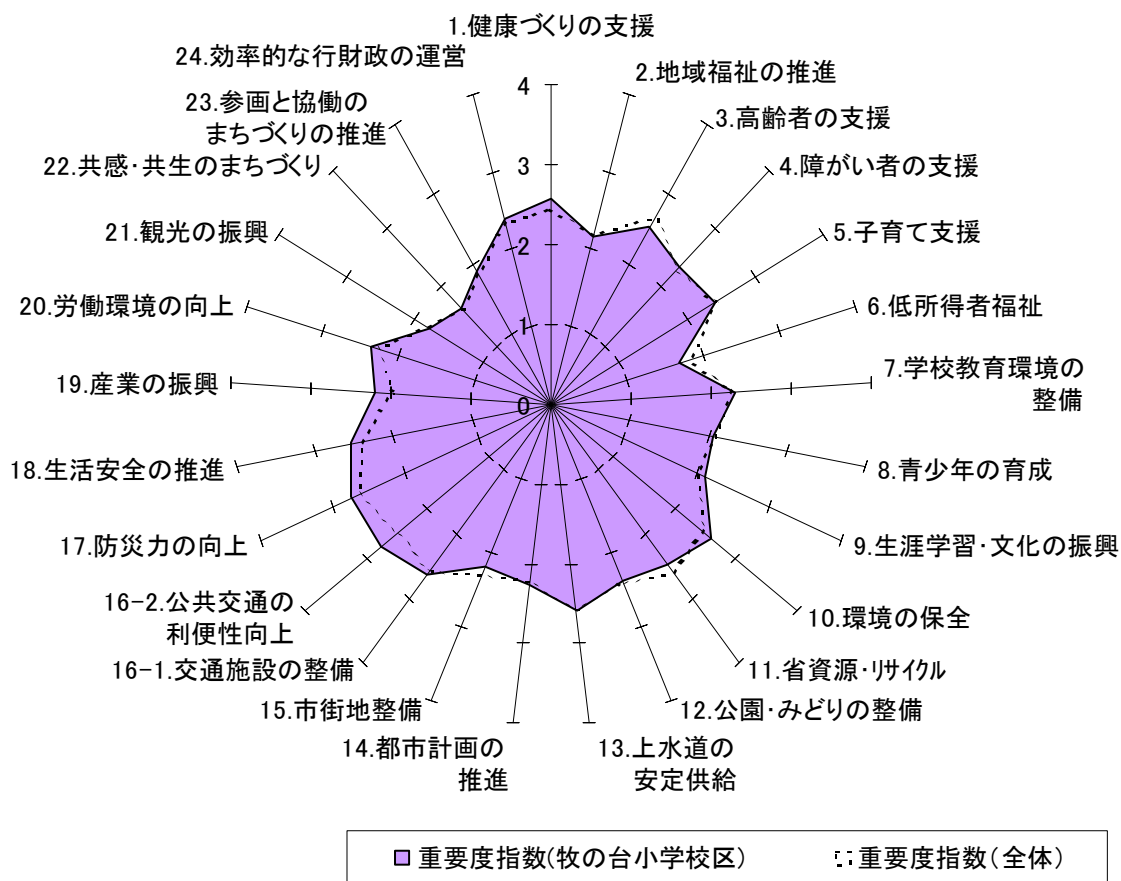 1.健康づくりの支援
2.地域福祉の推進
3.高齢者の支援
4.障がい者の支援
5.子育て支援
6.低所得者福祉
7.学校教育環境の
整備
8.青少年の育成
9.生涯学習・文化の振興
10.環境の保全
11.省資源・リサイクル
12.公園・みどりの整備
13.上水道の
安定供給
14.都市計画の
推進
15.市街地整備
16-1.交通施設の整備
16-2.公共交通の
利便性向上
17.防災力の向上
18.生活安全の推進
19.産業の振興
20.労働環境の向上
21.観光の振興
22.共感・共生のまちづくり
23.参画と協働の
まちづくりの推進
24.効率的な行財政の運営
4
3
2
1
0
重要度指数(牧の台小学校区)
重要度指数(全体)